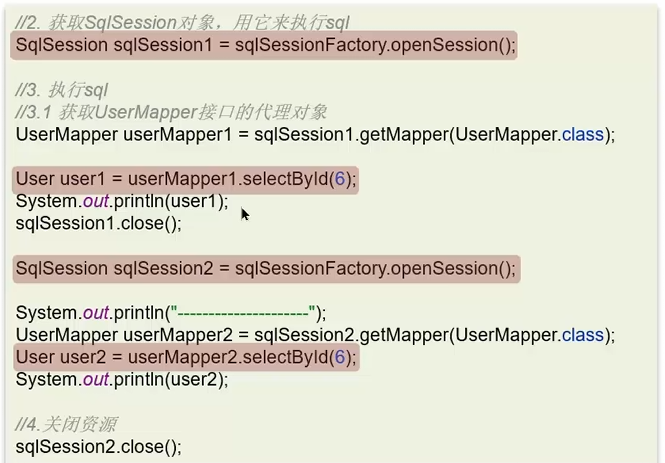 //2. 获取SqlSession对象，用它来执行sql
SqlSession sqlSession1 = sqlSessionFactory.openSession();
//3. 执行sql
//3.1 获取UserMapper接口的代理对象
UserMapper userMapper1 = sqlSession1.getMapper(UserMapper.class);
User user1 = userMapper1.selectById(6);
System.out.println(user1);
sqlSession1.close();
SqlSession sqlSession2 = sqlSessionFactory.openSession();
System.out.println("---------------------");
UserMapper userMapper2 = sqlSession2.getMapper(UserMapper.class);
User user2 = userMapper2.selectById(6);
System.out.println(user2);
//4.关闭资源
sqlSession2.close();